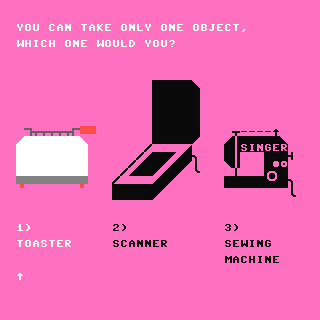 YOU CAN TAKE ONLY ONE OBJECT,
WHICH ONE WOULD YOU?
SINGER
1)
TOASTER
2)
SCANNER
3)
SEWING
MACHINE
↑